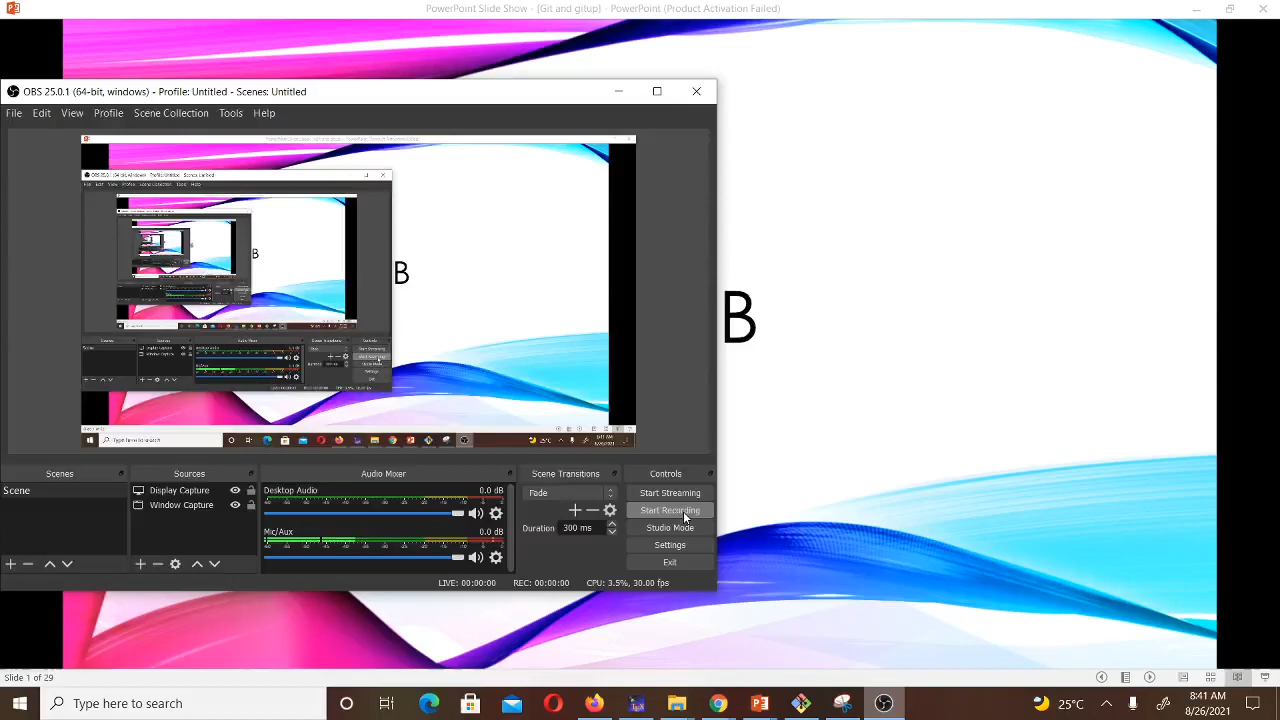 PowerPoint Slide Show - [Git and gitup] - PowerPoint (Product Activation Failed)
OBS 25.0.1 (64-bit, windows) - Profile: Untitled - Scenes: Untitled
File Edit View Profile Scene Collection Tools Help
B
B
B
Scenes Sources Audio Mixer Scene Transitions Controls
Scene
Display Capture
Window Capture
Desktop Audio 0.0 dB
Mic/Aux 0.0 dB
Fade
Duration 300 ms
Start Streaming
Start Recording
Studio Mode
Settings
Exit
LIVE: 00:00:00 REC: 00:00:00 CPU: 3.5%, 30.00 fps
Slide 1 of 29
Type here to search
25°C
8:41 AM
8/26/2021